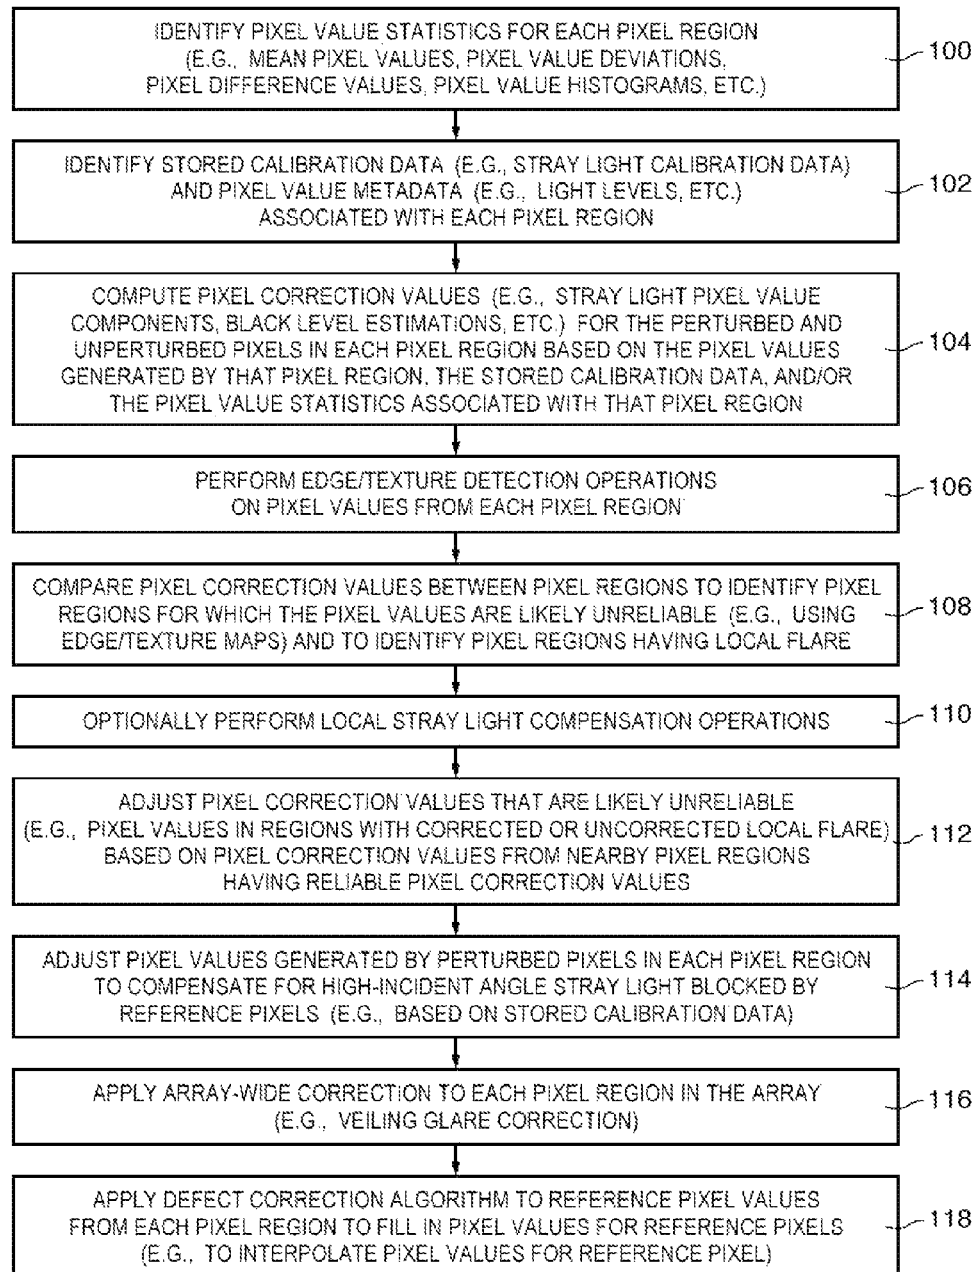 IDENTIFY PIXEL VALUE STATISTICS FOR EACH PIXEL REGION
(E.G., MEAN PIXEL VALUES, PIXEL VALUE DEVIATIONS,
PIXEL DIFFERENCE VALUES, PIXEL VALUE HISTOGRAMS, ETC.)
100
IDENTIFY STORED CALIBRATION DATA (E.G., STRAY LIGHT CALIBRATION DATA)
AND PIXEL VALUE METADATA (E.G., LIGHT LEVELS, ETC.)
ASSOCIATED WITH EACH PIXEL REGION
102
COMPUTE PIXEL CORRECTION VALUES (E.G., STRAY LIGHT PIXEL VALUE
COMPONENTS, BLACK LEVEL ESTIMATIONS, ETC.) FOR THE PERTURBED AND
UNPERTURBED PIXELS IN EACH PIXEL REGION BASED ON THE PIXEL VALUES
GENERATED BY THAT PIXEL REGION, THE STORED CALIBRATION DATA, AND/OR
THE PIXEL VALUE STATISTICS ASSOCIATED WITH THAT PIXEL REGION
104
PERFORM EDGE/TEXTURE DETECTION OPERATIONS
ON PIXEL VALUES FROM EACH PIXEL REGION
106
COMPARE PIXEL CORRECTION VALUES BETWEEN PIXEL REGIONS TO IDENTIFY PIXEL
REGIONS FOR WHICH THE PIXEL VALUES ARE LIKELY UNRELIABLE (E.G., USING
EDGE/TEXTURE MAPS) AND TO IDENTIFY PIXEL REGIONS HAVING LOCAL FLARE
108
OPTIONALLY PERFORM LOCAL STRAY LIGHT COMPENSATION OPERATIONS
110
ADJUST PIXEL CORRECTION VALUES THAT ARE LIKELY UNRELIABLE
(E.G., PIXEL VALUES IN REGIONS WITH CORRECTED OR UNCORRECTED LOCAL FLARE)
BASED ON PIXEL CORRECTION VALUES FROM NEARBY PIXEL REGIONS
HAVING RELIABLE PIXEL CORRECTION VALUES
112
ADJUST PIXEL VALUES GENERATED BY PERTURBED PIXELS IN EACH PIXEL REGION
TO COMPENSATE FOR HIGH-INCIDENT ANGLE STRAY LIGHT BLOCKED BY
REFERENCE PIXELS (E.G., BASED ON STORED CALIBRATION DATA)
114
APPLY ARRAY-WIDE CORRECTION TO EACH PIXEL REGION IN THE ARRAY
(E.G., VEILING GLARE CORRECTION)
116
APPLY DEFECT CORRECTION ALGORITHM TO REFERENCE PIXEL VALUES
FROM EACH PIXEL REGION TO FILL IN PIXEL VALUES FOR REFERENCE PIXELS
(E.G., TO INTERPOLATE PIXEL VALUES FOR REFERENCE PIXEL)
118